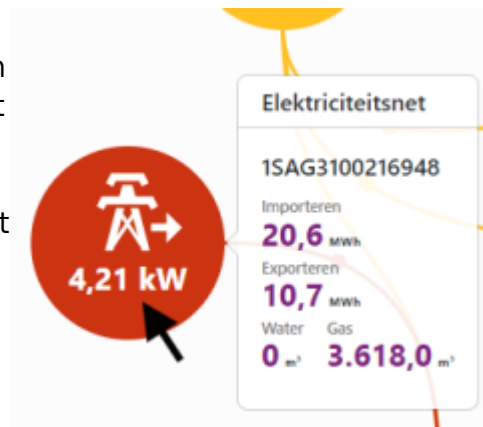 Elektriciteitsnet
1SAG3100216948
Importeren
20,6 MWh
Exporteren
10,7 MWh
Water Gas
0 m³ 3.618,0 m³
4,21 kW